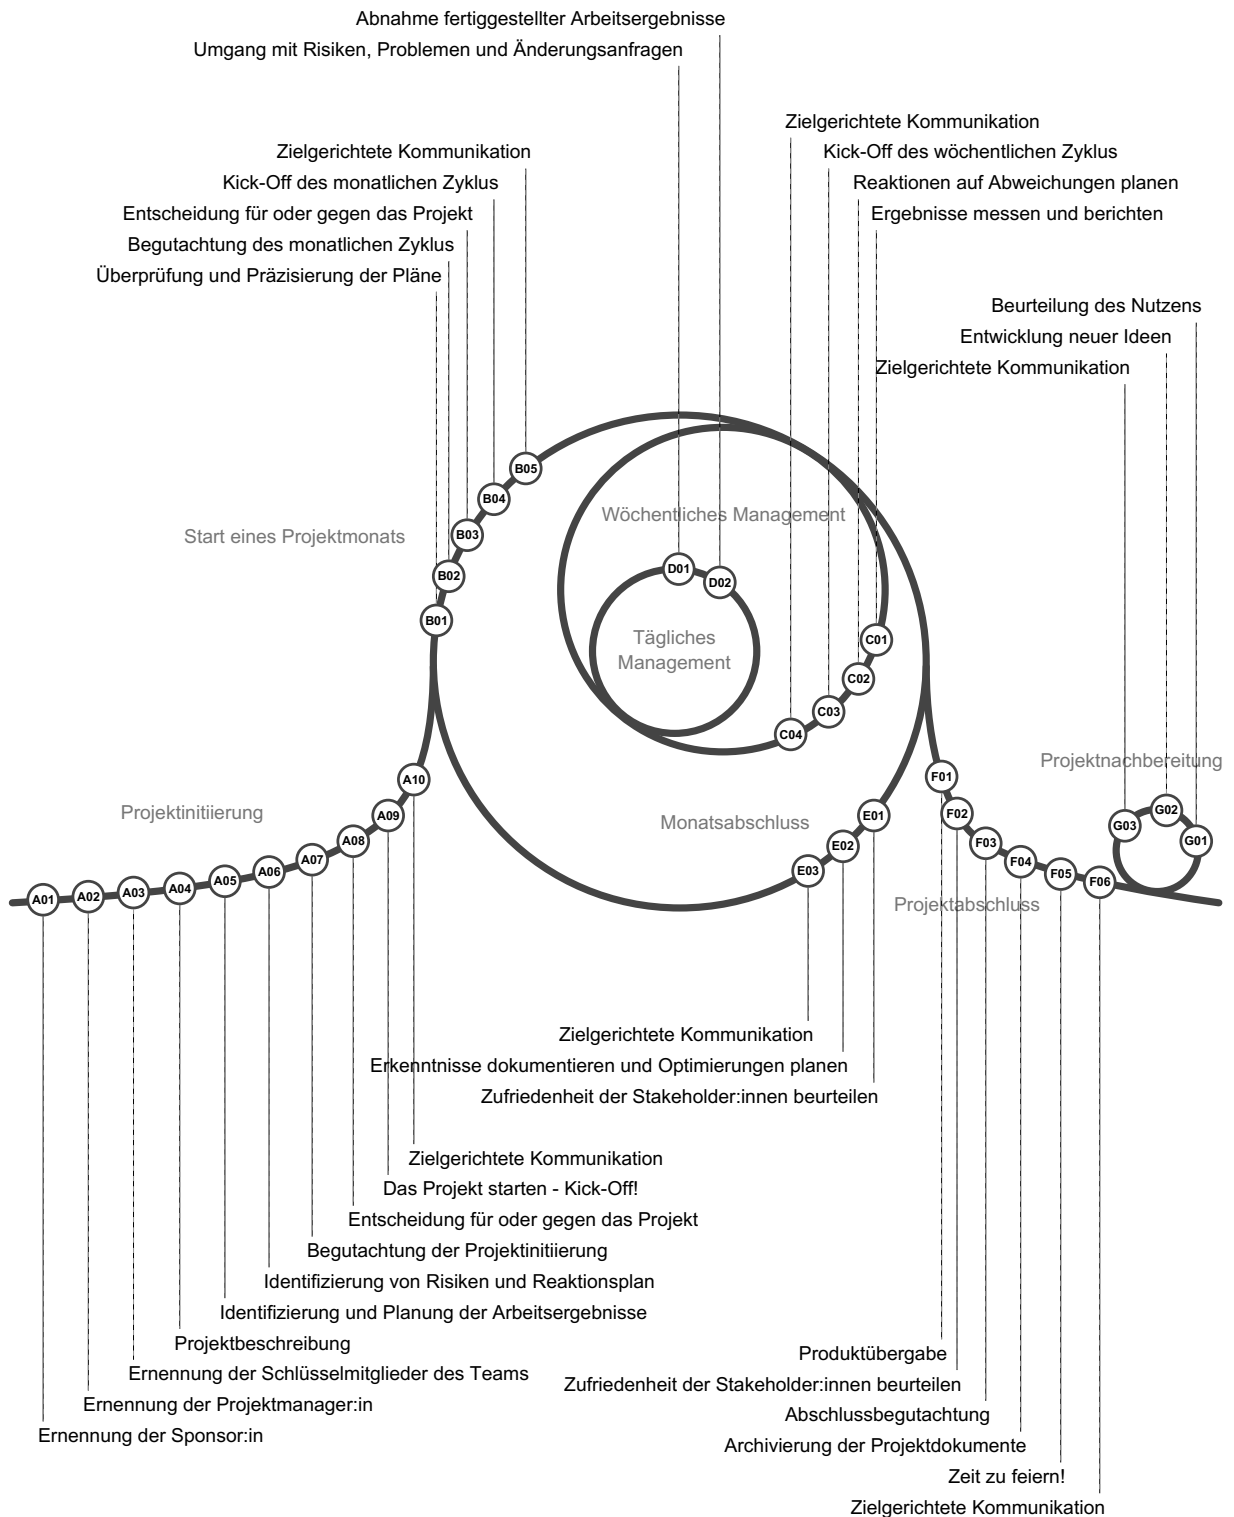 Abnahme fertiggestellter Arbeitsergebnisse
Umgang mit Risiken, Problemen und Änderungsanfragen
Zielgerichtete Kommunikation
Kick-Off des monatlichen Zyklus
Entscheidung für oder gegen das Projekt
Begutachtung des monatlichen Zyklus
Überprüfung und Präzisierung der Pläne
Zielgerichtete Kommunikation
Kick-Off des wöchentlichen Zyklus
Reaktionen auf Abweichungen planen
Ergebnisse messen und berichten
Beurteilung des Nutzens
Entwicklung neuer Ideen
Zielgerichtete Kommunikation
B05
B04
B03
B02
B01
Start eines Projektmonats
Wöchentliches Management
D01
D02
Tägliches
Management
C01
C02
C03
C04
Projektinitiierung
A01
A02
A03
A04
A05
A06
A07
A08
A09
A10
Monatsabschluss
E01
E02
E03
F01
F02
F03
F04
F05
F06
Projektabschluss
Projektnachbereitung
G03
G02
G01
Zielgerichtete Kommunikation
Erkenntnisse dokumentieren und Optimierungen planen
Zufriedenheit der Stakeholder:innen beurteilen
Zielgerichtete Kommunikation
Das Projekt starten - Kick-Off!
Entscheidung für oder gegen das Projekt
Begutachtung der Projektinitiierung
Identifizierung von Risiken und Reaktionsplan
Identifizierung und Planung der Arbeitsergebnisse
Projektbeschreibung
Ernennung der Schlüsselmitglieder des Teams
Ernennung der Projektmanager:in
Ernennung der Sponsor:in
Produktübergabe
Zufriedenheit der Stakeholder:innen beurteilen
Abschlussbegutachtung
Archivierung der Projektdokumente
Zeit zu feiern!
Zielgerichtete Kommunikation